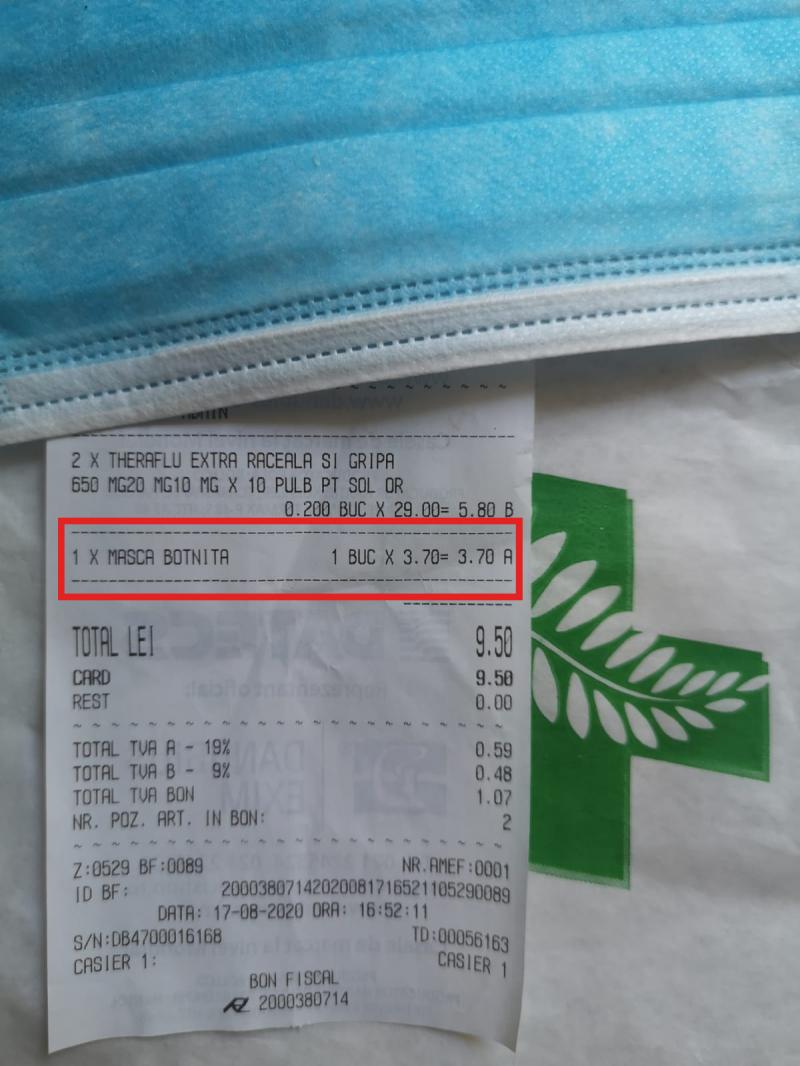 2 X THERAFLU EXTRA RACEALA SI GRIPA
650 MG20 MG10 MG X 10 PULB PT SOL OR
0.200 BUC X 29.00= 5.80 B
1 X MASCA BOTNITA 1 BUC X 3.70= 3.70 A
TOTAL LEI 9.50
CARD 9.50
REST 0.00
TOTAL TVA A - 19% 0.59
TOTAL TVA B - 9% 0.48
TOTAL TVA BON 1.07
NR. POZ. ART. IN BON: 2
Z:0529 BF:0089 NR.AMEF:0001
ID BF: 20003807142020081716521105290089
DATA: 17-08-2020 ORA: 16:52:11
S/N:DB4700016168 TD:00056163
CASIER 1: CASIER 1
BON FISCAL
2000380714